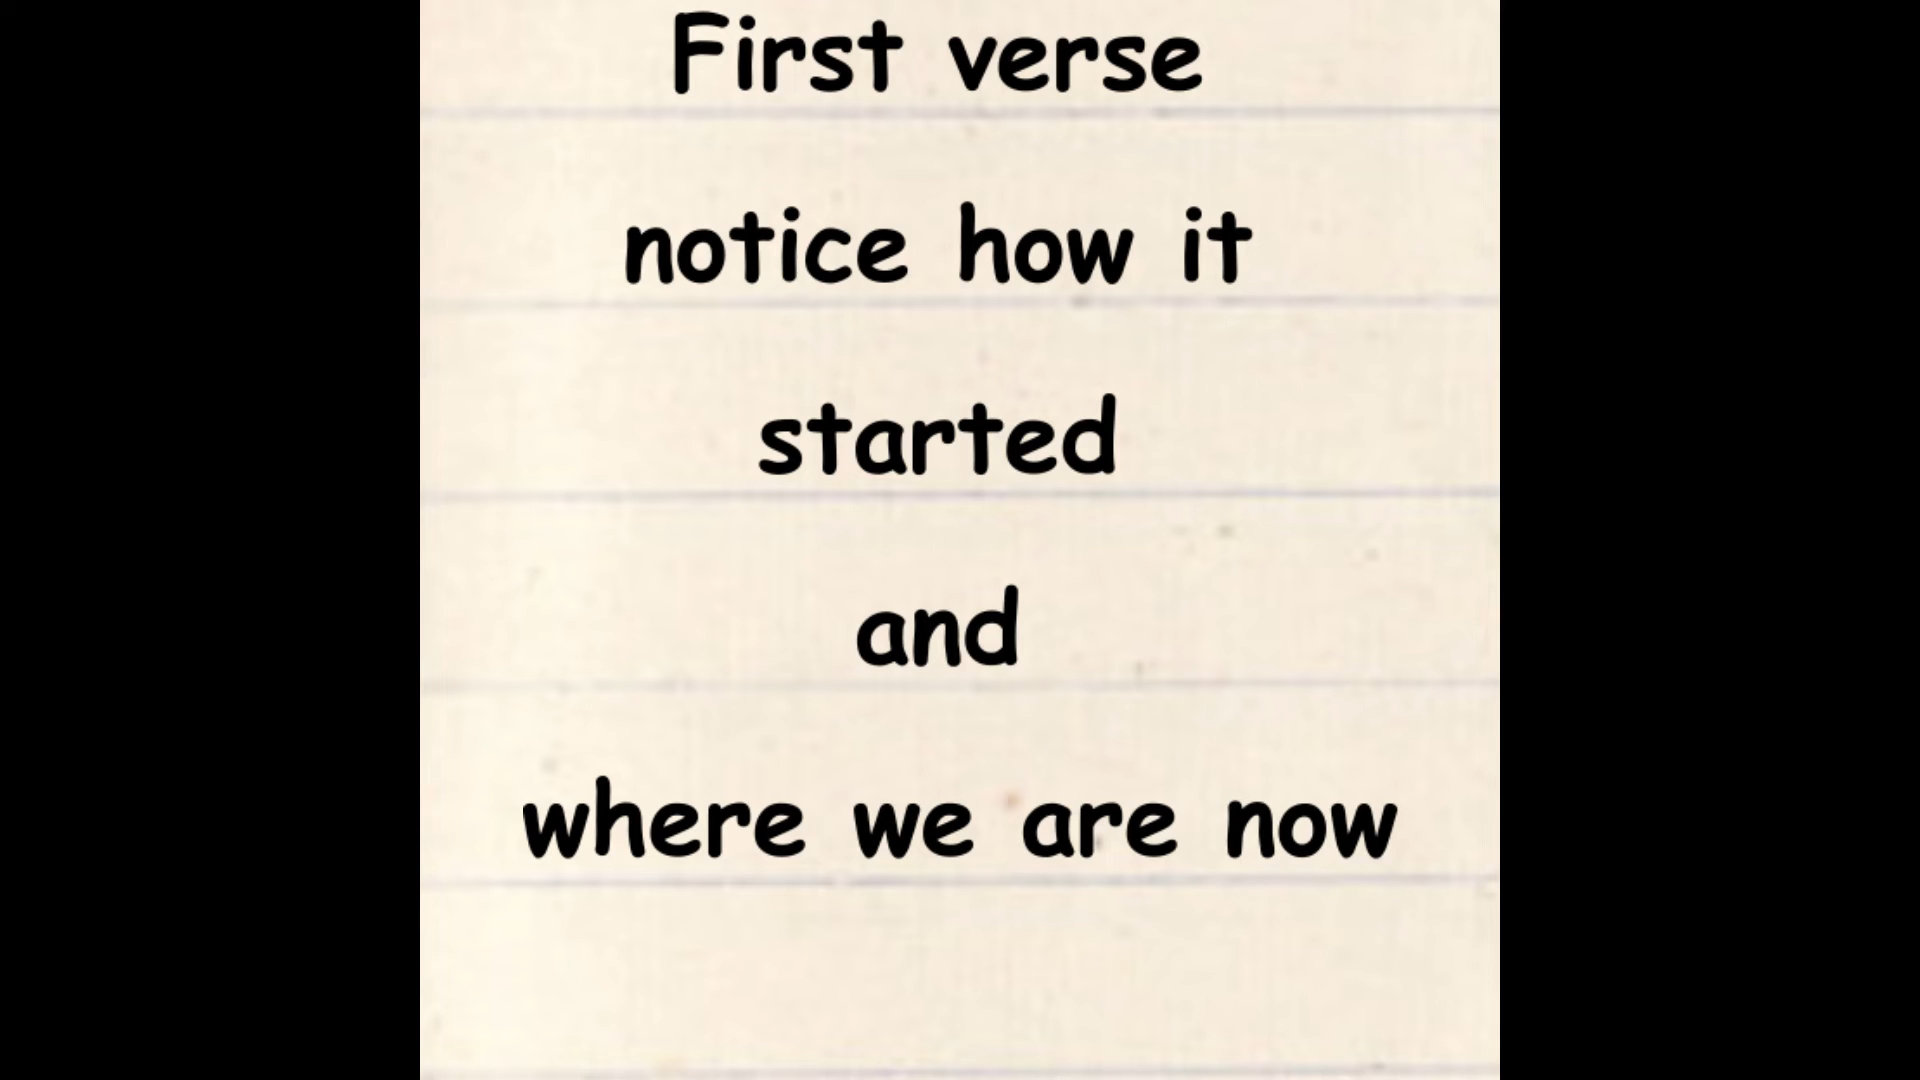 First verse
notice how it
started
and
where we are now